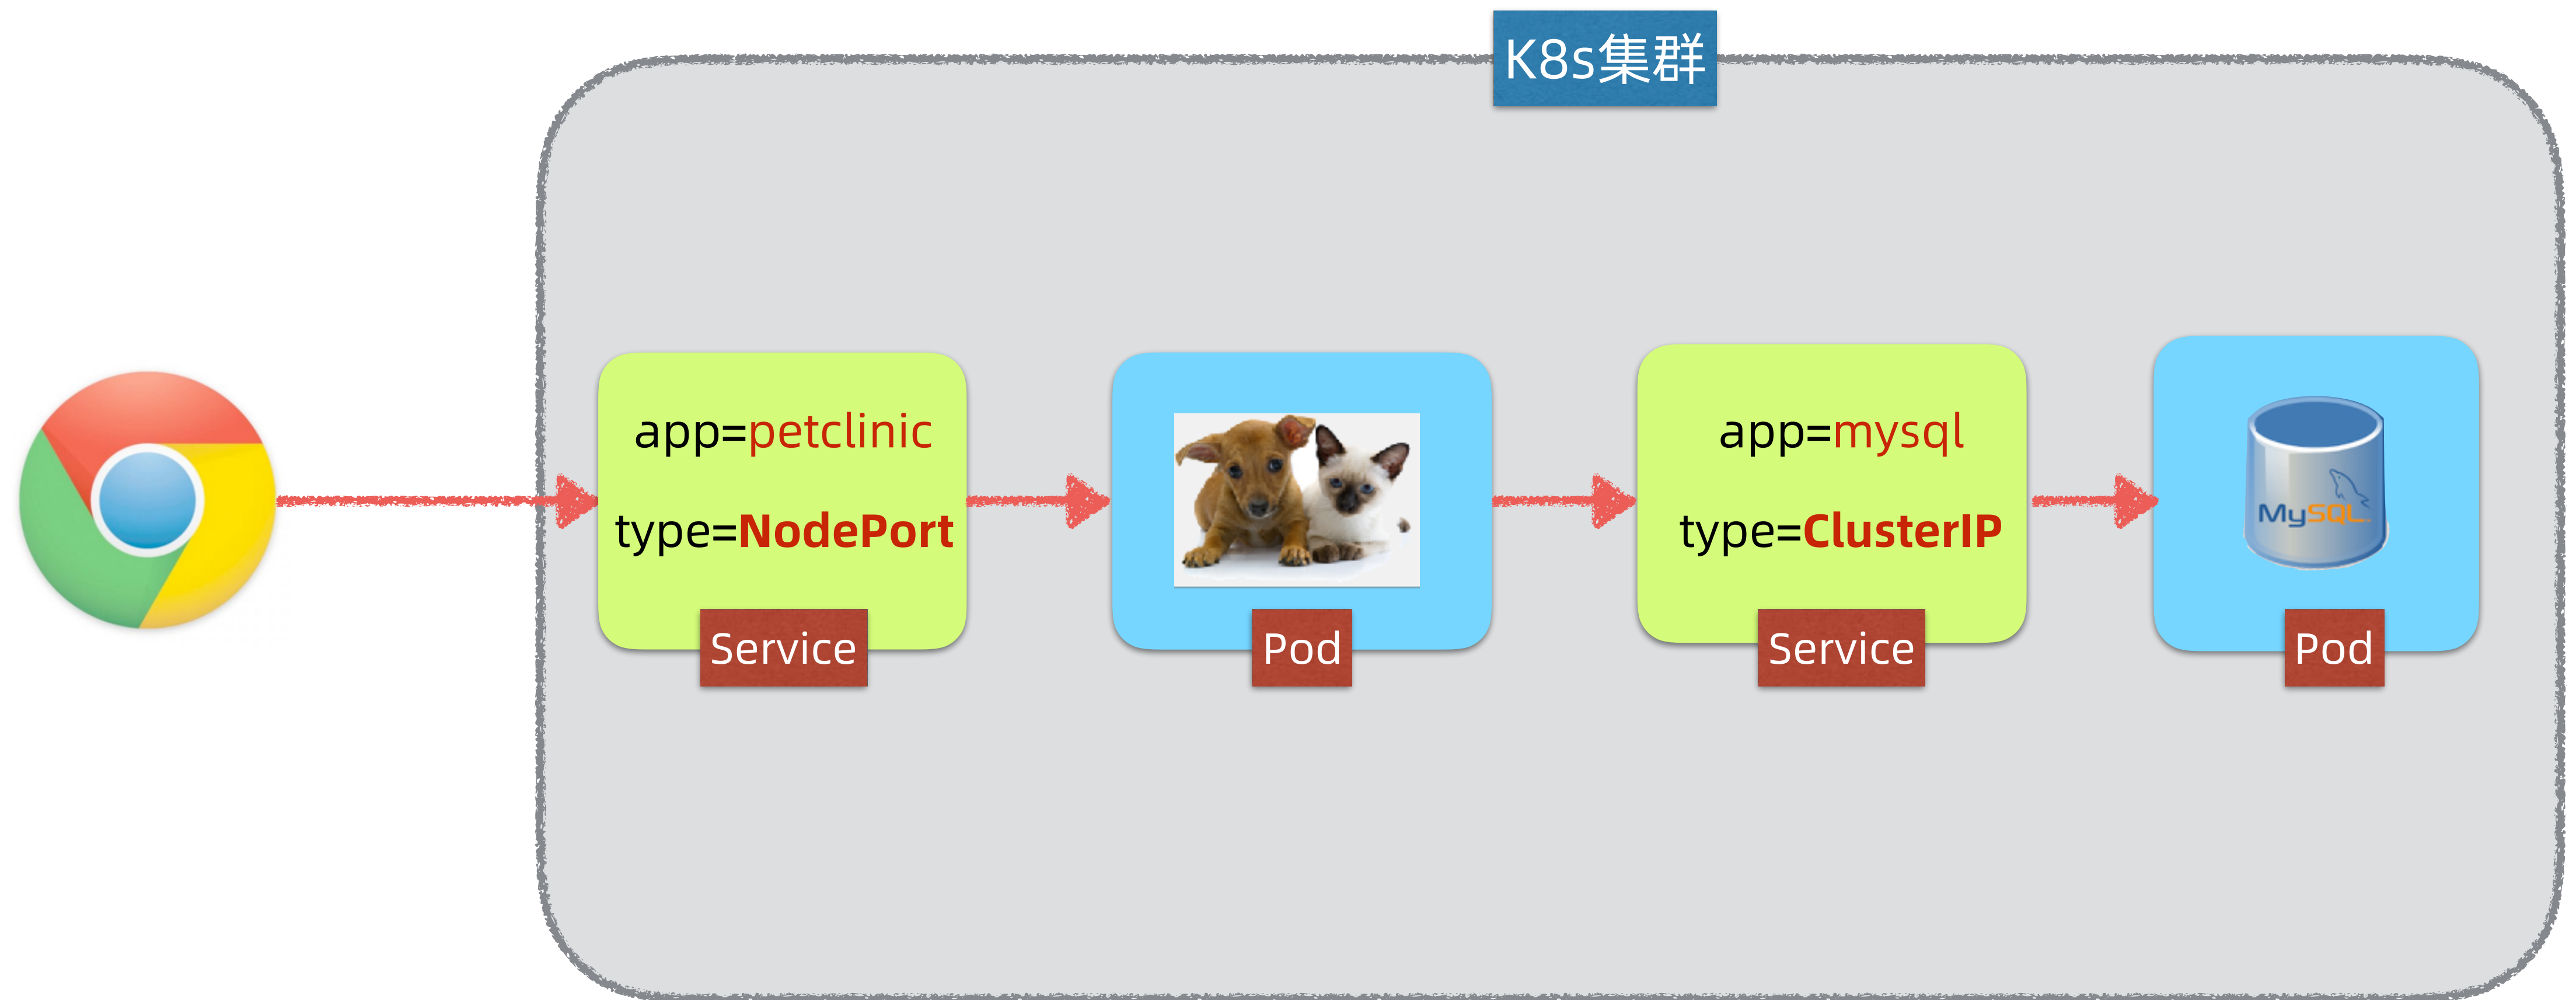 K8s集群
app=petclinic
type=NodePort
Service
Pod
app=mysql
type=ClusterIP
Service
MySQL
Pod